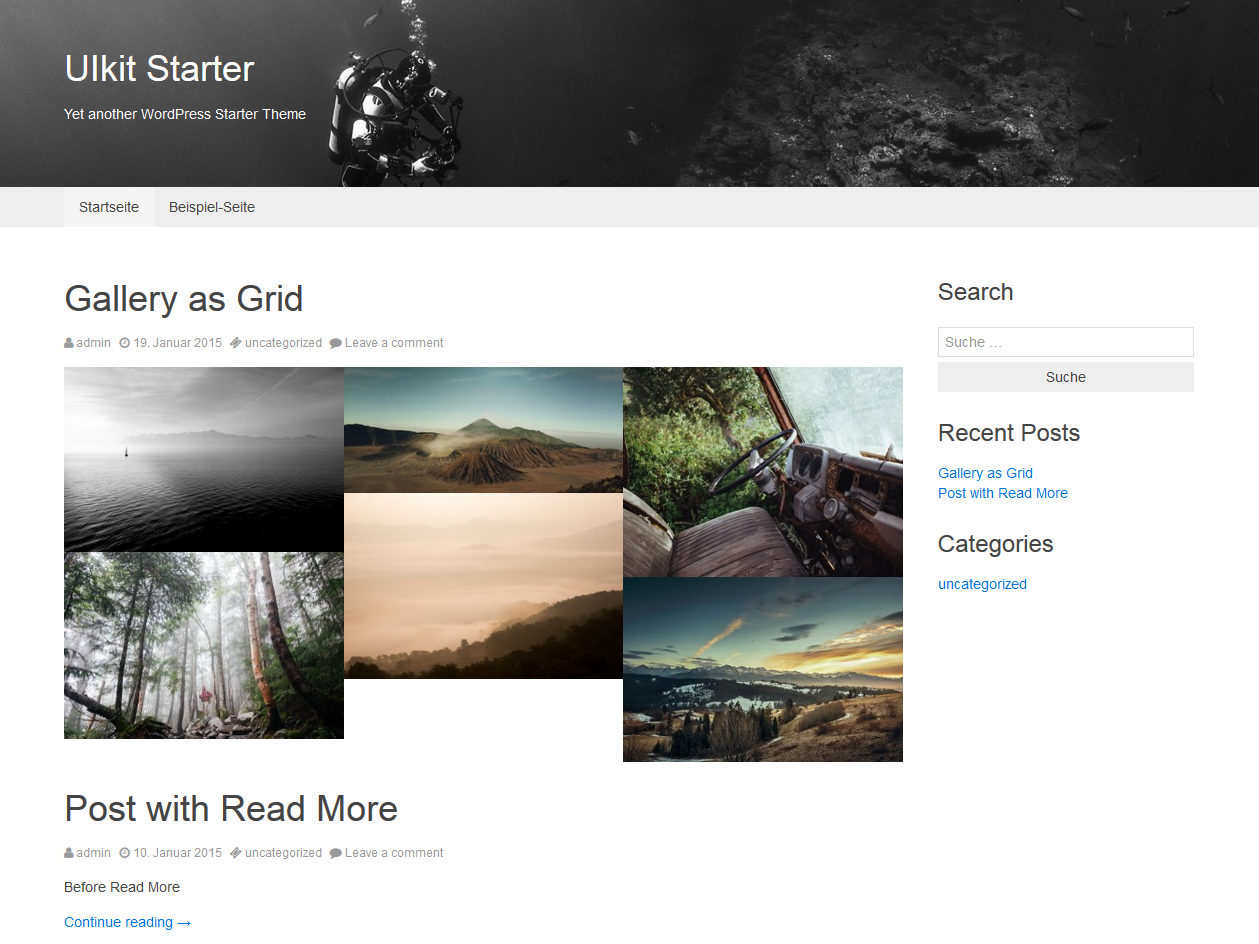 UIkit Starter
Yet another WordPress Starter Theme
Startseite Beispiel-Seite
Gallery as Grid
admin 19. Januar 2015 uncategorized Leave a comment
Post with Read More
admin 10. Januar 2015 uncategorized Leave a comment
Before Read More
Continue reading →
Search
Suche …
Suche
Recent Posts
Gallery as Grid
Post with Read More
Categories
uncategorized